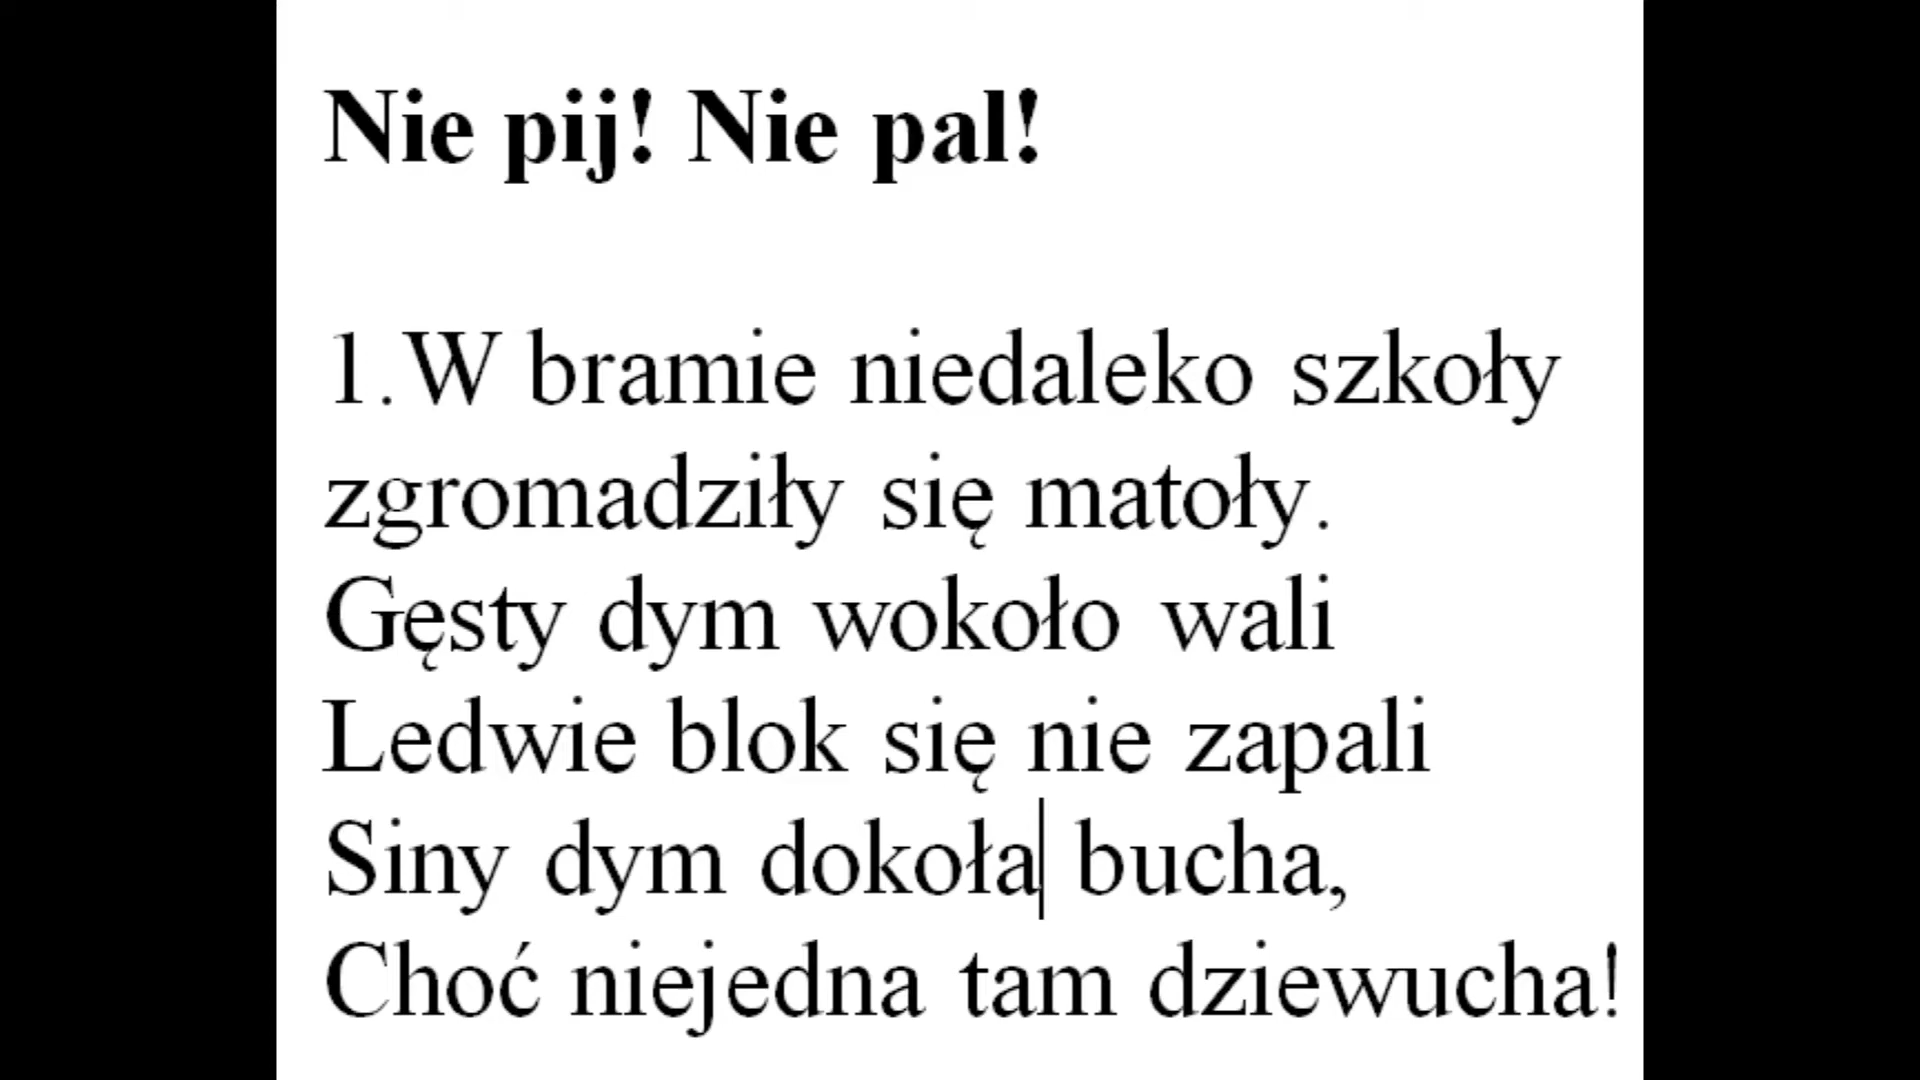 Nie pij! Nie pal!
1.W bramie niedaleko szkoły
zgromadziły się matoły.
Gęsty dym wokoło wali
Ledwie blok się nie zapali
Siny dym dokoła bucha,
Choć niejedna tam dziewucha!